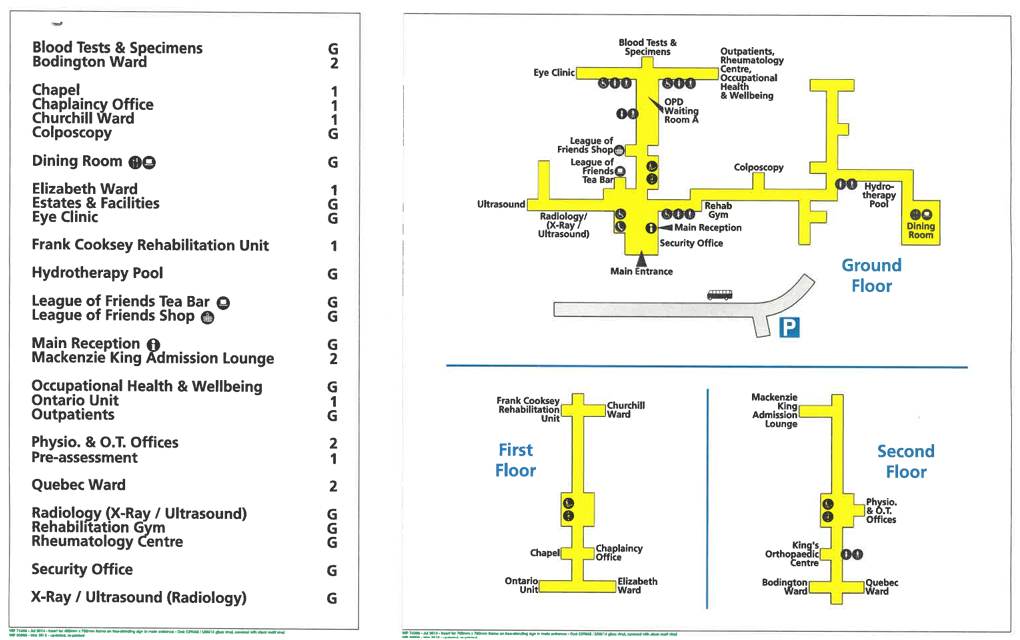 Blood Tests & Specimens G
Bodington Ward 2
Chapel 1
Chaplaincy Office 1
Churchill Ward 1
Colposcopy G
Dining Room G
Elizabeth Ward 1
Estates & Facilities G
Eye Clinic G
Frank Cooksey Rehabilitation Unit 1
Hydrotherapy Pool G
League of Friends Tea Bar G
League of Friends Shop G
Main Reception G
Mackenzie King Admission Lounge 2
Occupational Health & Wellbeing G
Ontario Unit 1
Outpatients G
Physio. & O.T. Offices 2
Pre-assessment 1
Quebec Ward 2
Radiology (X-Ray / Ultrasound) G
Rehabilitation Gym G
Rheumatology Centre G
Security Office G
X-Ray / Ultrasound (Radiology) G
Blood Tests &
Specimens
Eye Clinic
Outpatients,
Rheumatology
Centre,
Occupational
Health
& Wellbeing
OPD
Waiting
Room A
League of
Friends Shop
League of
Friends
Tea Bar
Colposcopy
Ultrasound
Radiology/
(X-Ray /
Ultrasound)
Rehab
Gym
Main Reception
Security Office
Main Entrance
Hydro-
therapy
Pool
Dining
Room
Ground
Floor
P
Frank Cooksey
Rehabilitation
Unit
Churchill
Ward
First
Floor
Chapel
Chaplaincy
Office
Ontario
Unit
Elizabeth
Ward
Mackenzie
King
Admission
Lounge
Second
Floor
Physio.
& O.T.
Offices
King's
Orthopaedic
Centre
Bodington
Ward
Quebec
Ward